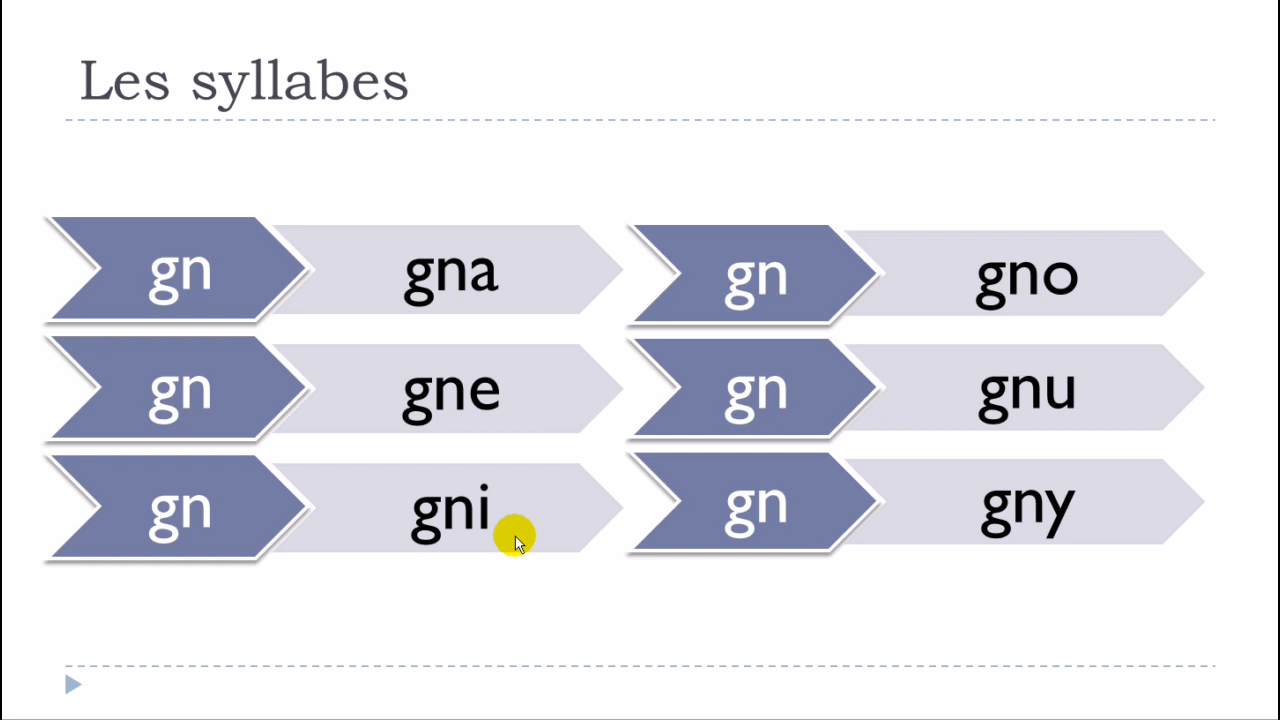 Les syllabes
gn gna
gn gne
gn gni
gn gno
gn gnu
gn gny